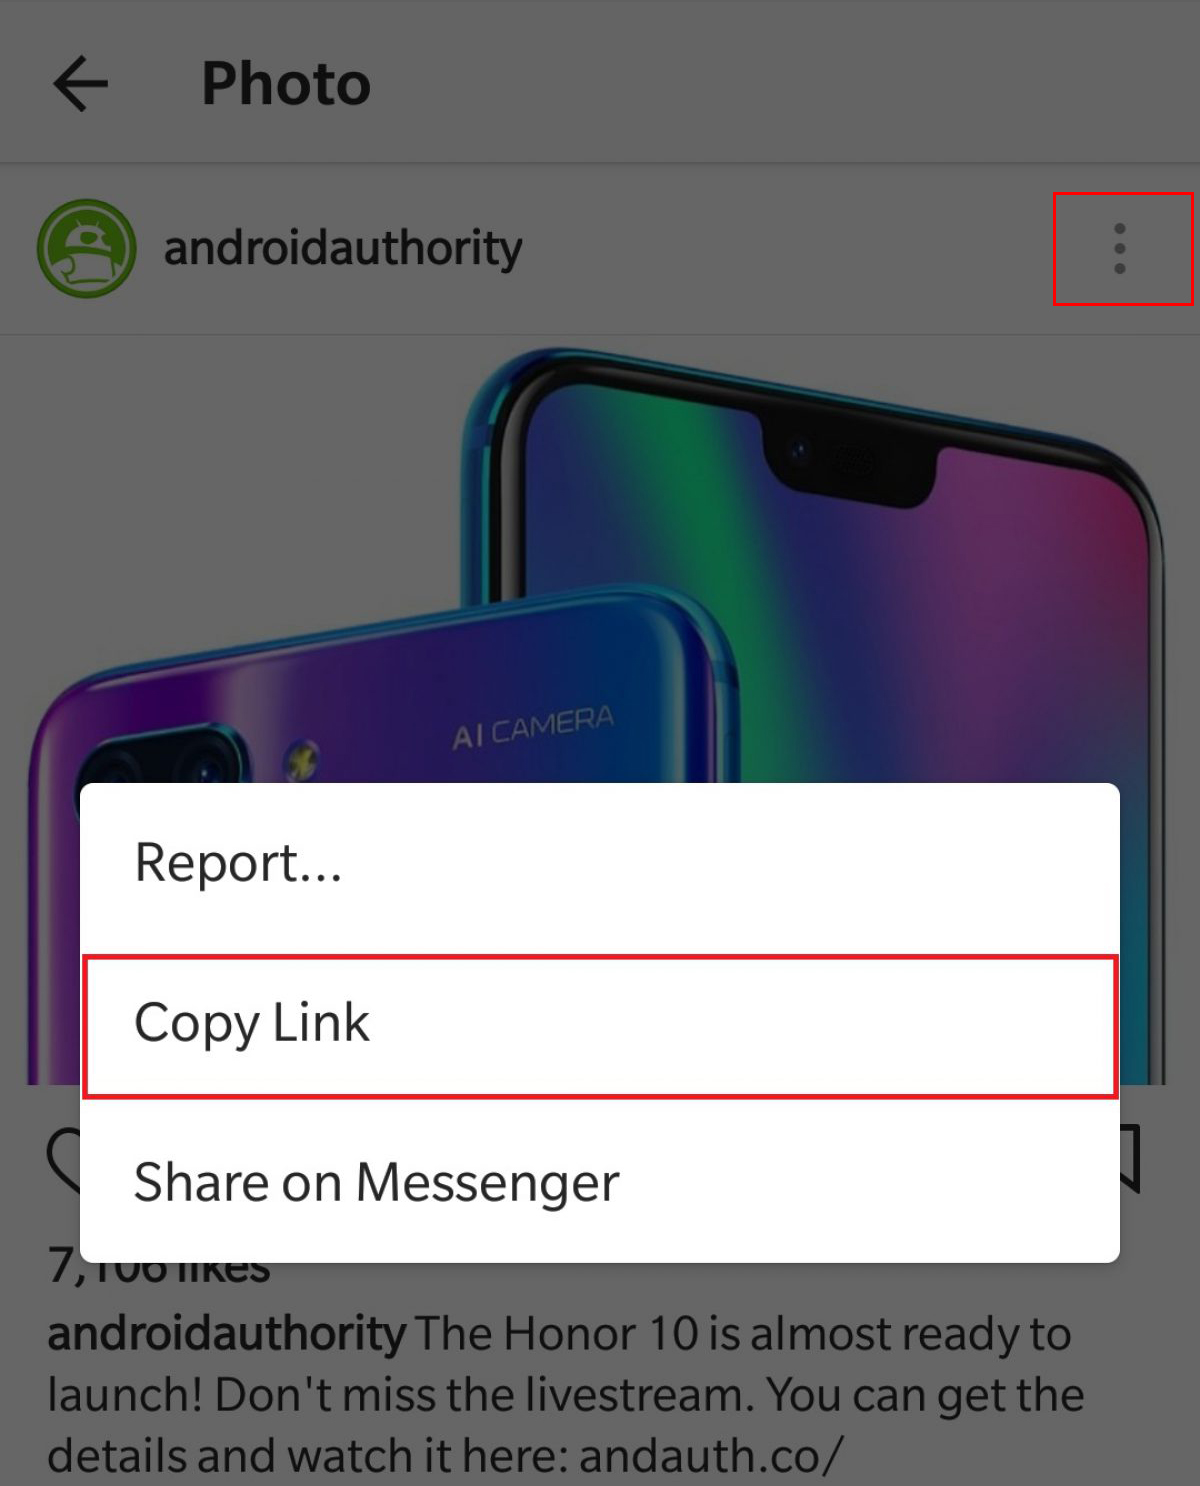 Photo
androidauthority
AI CAMERA
Report...
Copy Link
Share on Messenger
7,106 likes
androidauthority The Honor 10 is almost ready to
launch! Don't miss the livestream. You can get the
details and watch it here: andauth.co/